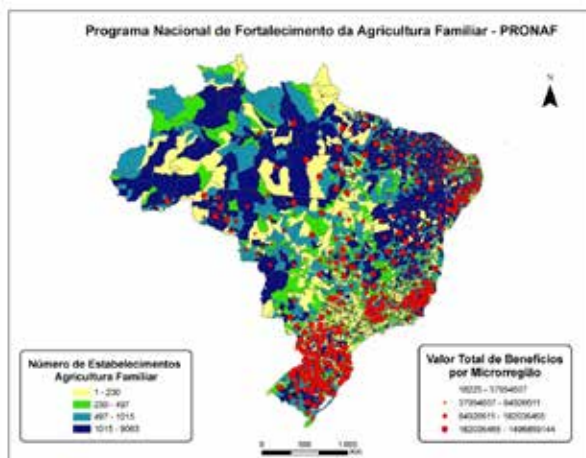 Programa Nacional de Fortalecimento da Agricultura Familiar - PRONAF
N
Número de Estabelecimentos
Agricultura Familiar
1 - 230
230 - 497
497 - 1015
1015 - 9063
Valor Total de Benefícios
por Microrregião
0 500 1.000